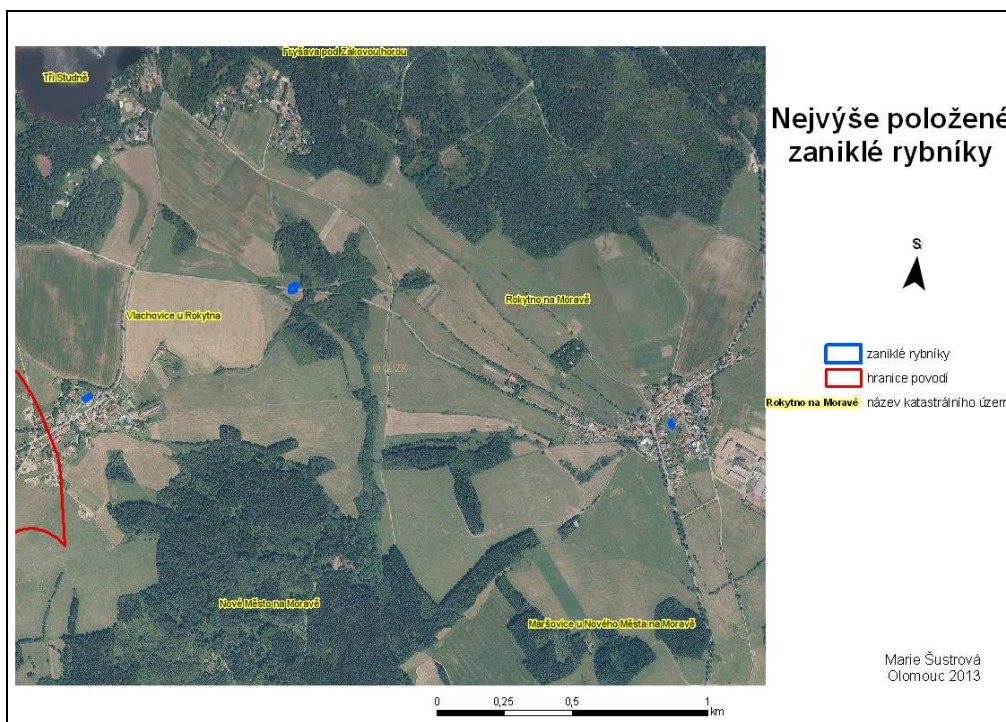 Nejvýše položené
zaniklé rybníky
Fryšava pod Žákovou horou
Tři Studně
S
Rokytno na Moravě
Vlachovice u Rokytna
© ČÚZK
zaniklé rybníky
hranice povodí
Rokytno na Moravě název katastrálního územ
Nové Město na Moravě
Maršovice u Nového Města na Moravě
Marie Šustrová
Olomouc 2013
0 0,25 0,5 1
km